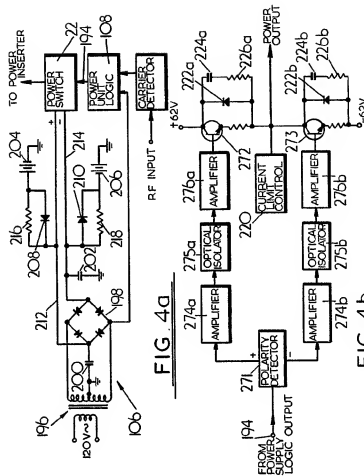 TO POWER INSERTER
22
194
108
POWER SWITCH
POWER UNIT LOGIC
CARRIER DETECTOR
RF INPUT
204
214
216
208
210
206
218
202
212
200
198
196
106
120V~
FIG. 4a
POWER OUTPUT
222a
224a
226a
222b
224b
226b
+62V
-62V
272
273
276a
AMPLIFIER
220
CURRENT LIMIT CONTROL
AMPLIFIER
276b
275a
OPTICAL ISOLATOR
OPTICAL ISOLATOR
275b
274a
AMPLIFIER
AMPLIFIER
274b
271
POLARITY DETECTOR
+
-
194
FROM POWER SUPPLY LOGIC OUTPUT
FIG. 4b